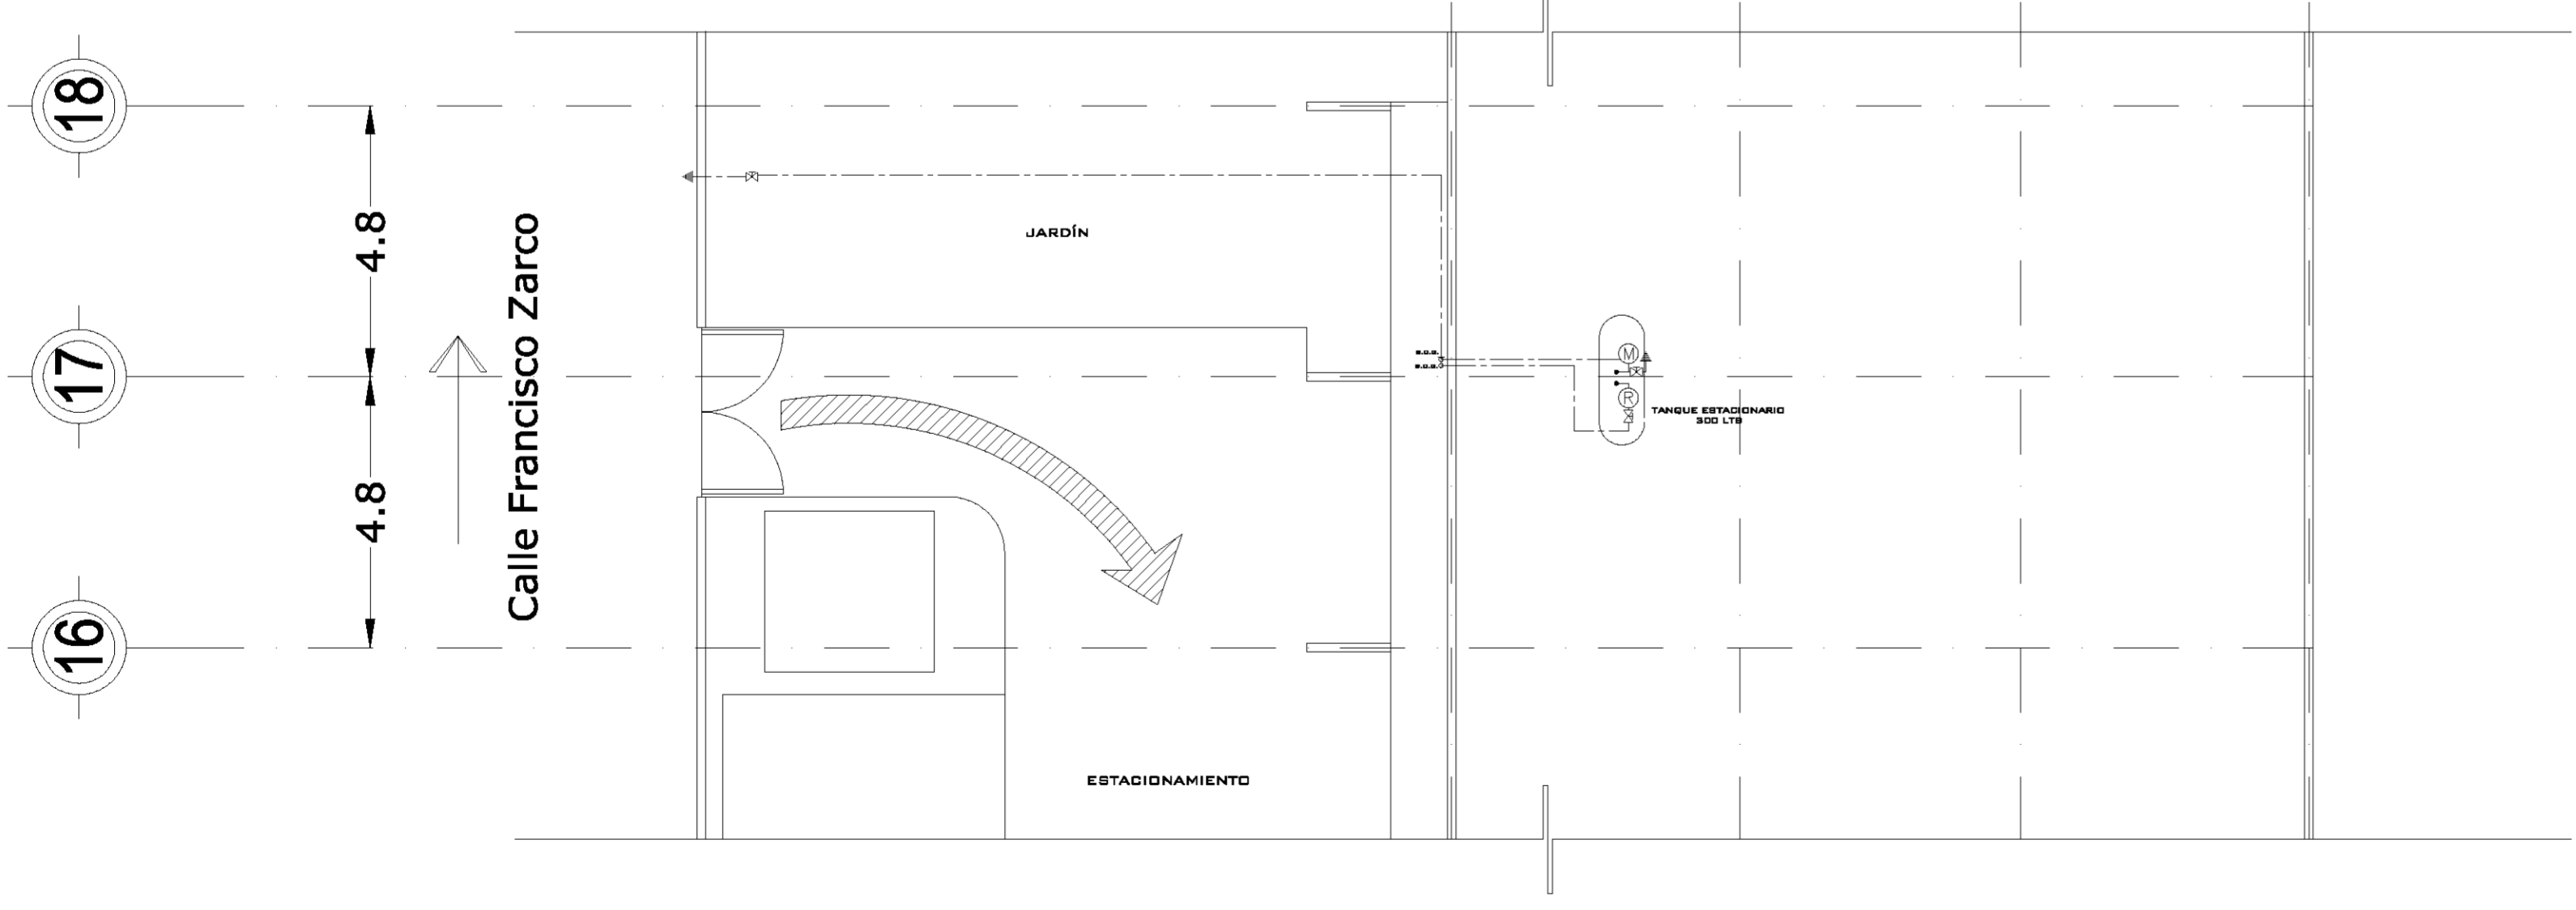 18
17
16
4.8
4.8
Calle Francisco Zarco
JARDÍN
M
R
TANQUE ESTACIONARIO
300 LTS
ESTACIONAMIENTO